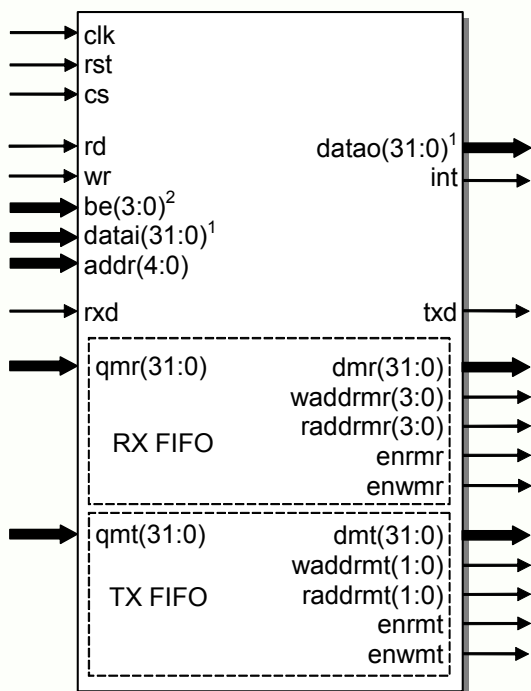 clk
rst
cs
rd
wr
be(3:0)²
datai(31:0)¹
addr(4:0)
rxd
datao(31:0)¹
int
txd
qmr(31:0)
RX FIFO
dmr(31:0)
waddrmr(3:0)
raddrmr(3:0)
enrmr
enwmr
qmt(31:0)
TX FIFO
dmt(31:0)
waddrmt(1:0)
raddrmt(1:0)
enrmt
enwmt